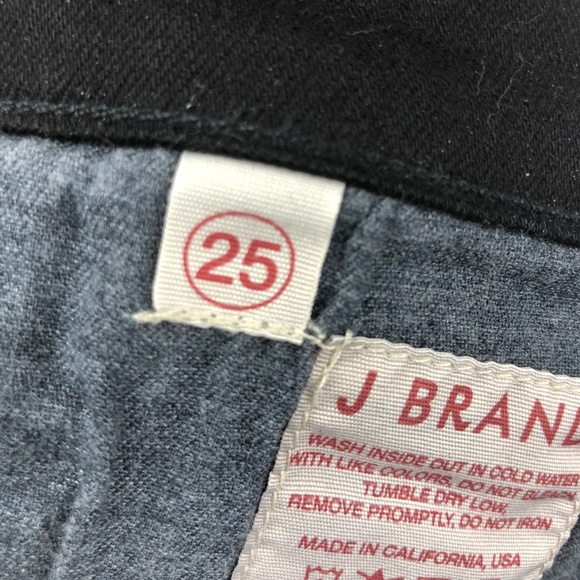 25
J BRAND
WASH INSIDE OUT IN COLD WATER
WITH LIKE COLORS, DO NOT BLEACH
TUMBLE DRY LOW.
REMOVE PROMPTLY, DO NOT IRON
MADE IN CALIFORNIA, USA